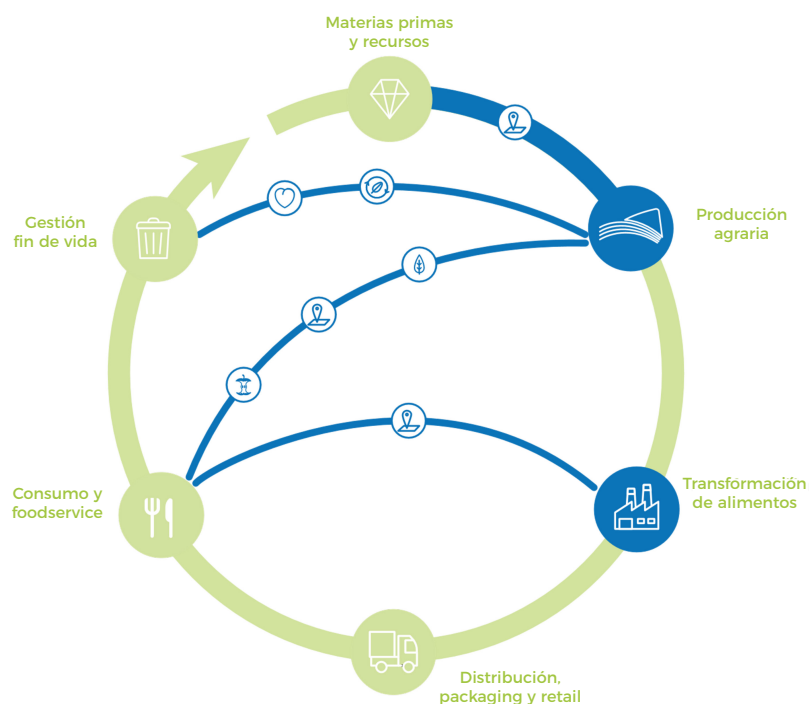 Materias primas
y recursos
Producción
agraria
Transformación
de alimentos
Distribución,
packaging y retail
Consumo y
foodservice
Gestión
fin de vida